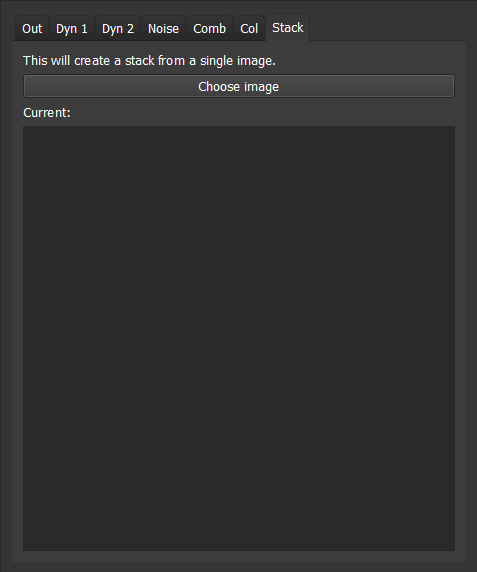 Out Dyn 1 Dyn 2 Noise Comb Col Stack
This will create a stack from a single image.
Choose image
Current: